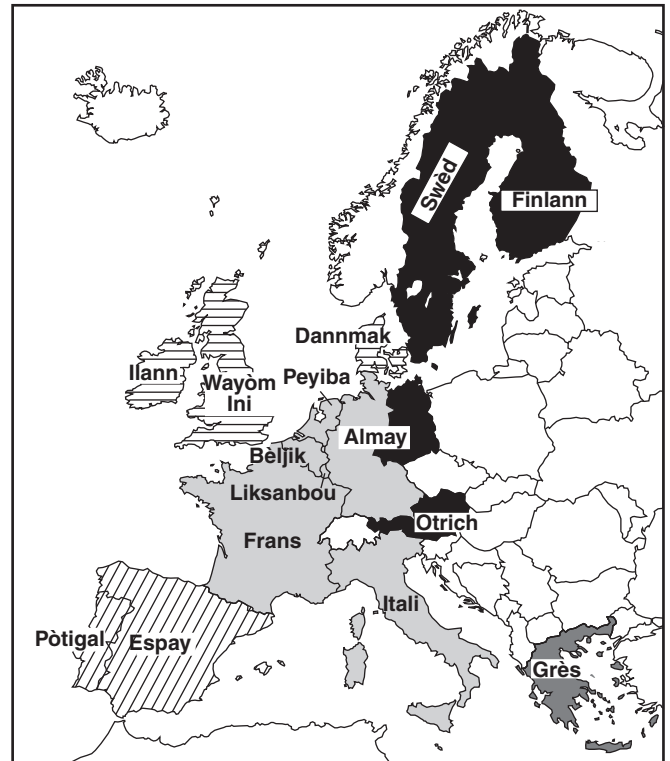 Swèd
Finlann
Dannmak
Ilann
Wayòm
Ini
Peyiba
Almay
Bèljik
Liksanbou
Otrich
Frans
Itali
Pòtigal
Espay
Grès